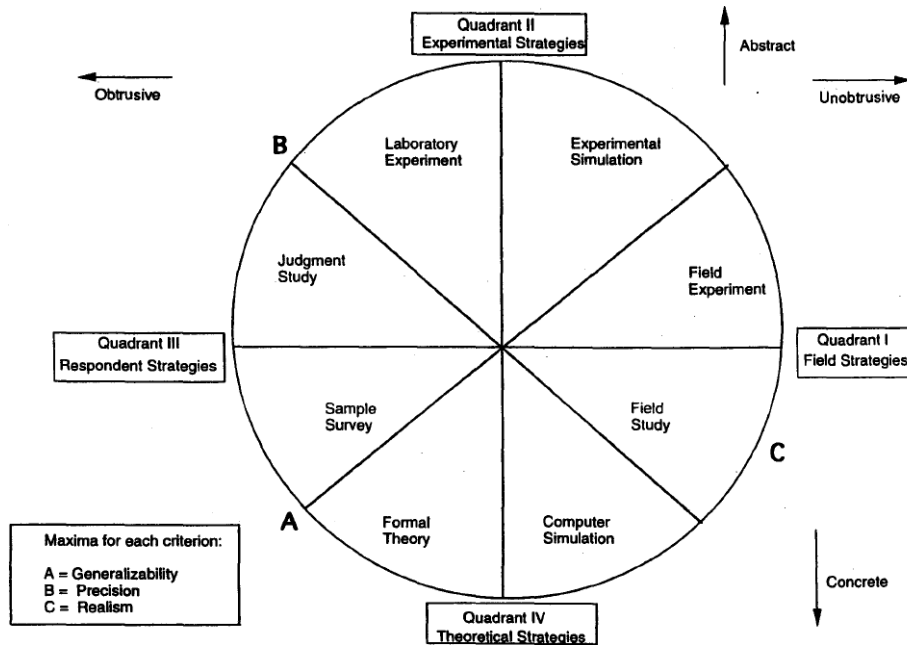 Quadrant II
Experimental Strategies
Abstract
Obtrusive
Unobtrusive
B
Laboratory
Experiment
Experimental
Simulation
Judgment
Study
Field
Experiment
Quadrant III
Respondent Strategies
Quadrant I
Field Strategies
Sample
Survey
Field
Study
C
A
Formal
Theory
Computer
Simulation
Maxima for each criterion:
A = Generalizability
B = Precision
C = Realism
Concrete
Quadrant IV
Theoretical Strategies